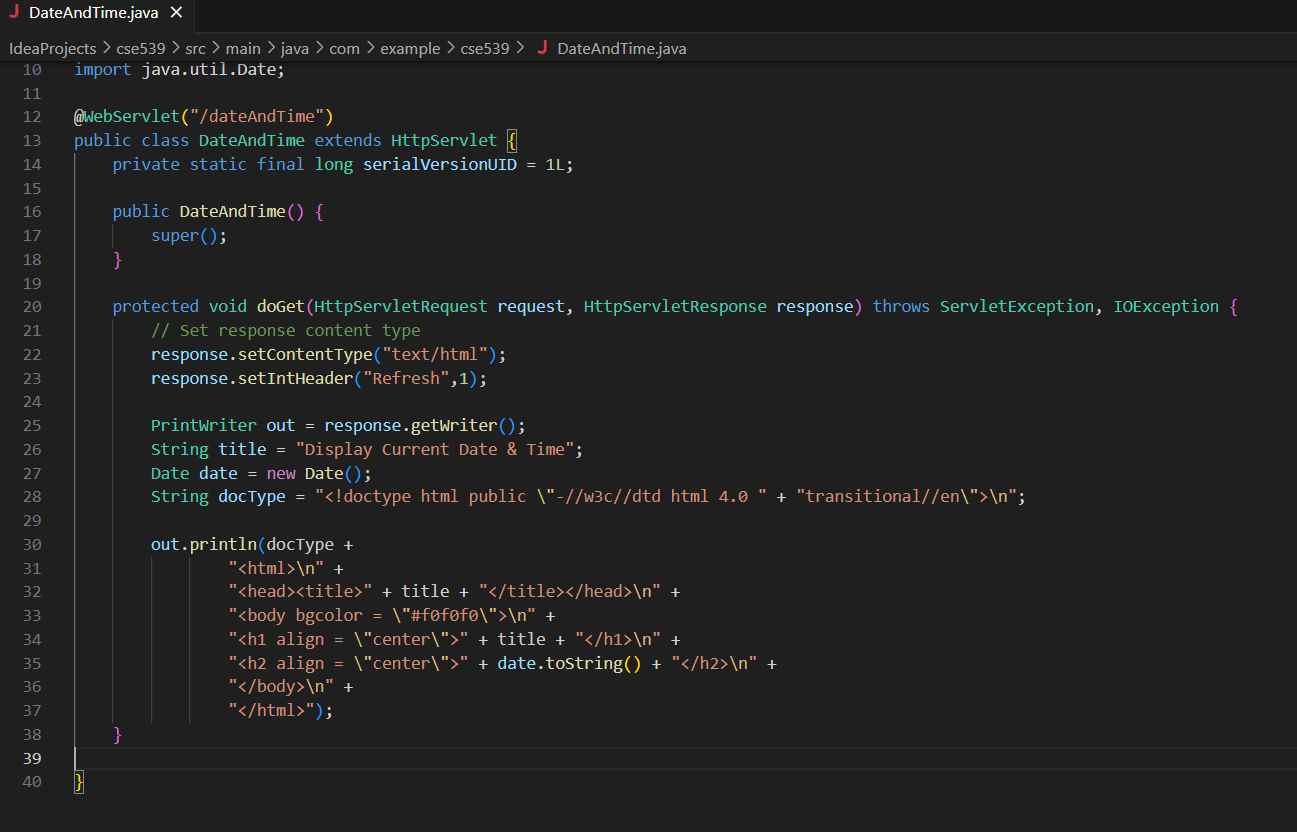 DateAndTime.java
IdeaProjects > cse539 > src > main > java > com > example > cse539 > DateAndTime.java
10 import java.util.Date;
11
12 @WebServlet("/dateAndTime")
13 public class DateAndTime extends HttpServlet {
14     private static final long serialVersionUID = 1L;
15
16     public DateAndTime() {
17         super();
18     }
19
20     protected void doGet(HttpServletRequest request, HttpServletResponse response) throws ServletException, IOException {
21         // Set response content type
22         response.setContentType("text/html");
23         response.setIntHeader("Refresh",1);
24
25         PrintWriter out = response.getWriter();
26         String title = "Display Current Date & Time";
27         Date date = new Date();
28         String docType = "<!doctype html public \"-//w3c//dtd html 4.0 " + "transitional//en\">\n";
29
30         out.println(docType +
31                 "<html>\n" +
32                 "<head><title>" + title + "</title></head>\n" +
33                 "<body bgcolor = \"#f0f0f0\">\n" +
34                 "<h1 align = \"center\">" + title + "</h1>\n" +
35                 "<h2 align = \"center\">" + date.toString() + "</h2>\n" +
36                 "</body>\n" +
37                 "</html>");
38     }
39
40 }